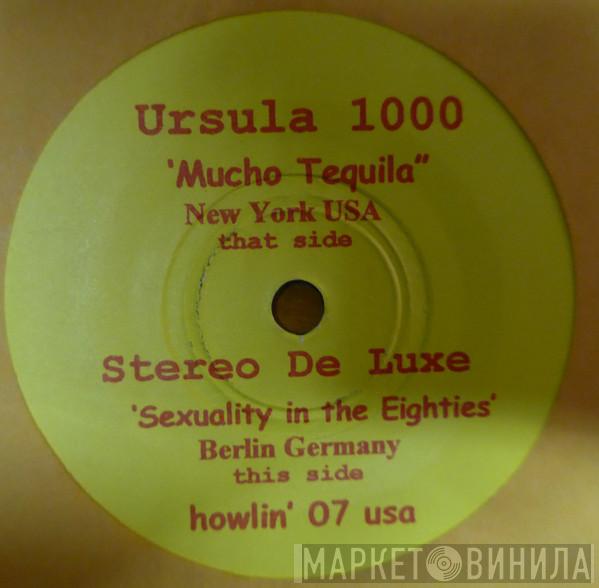 Ursula 1000
'Mucho Tequila”
New York USA
that side
Stereo De Luxe
'Sexuality in the Eighties'
Berlin Germany
this side
howlin' 07 usa
МАРКЕТ ВИНИЛА